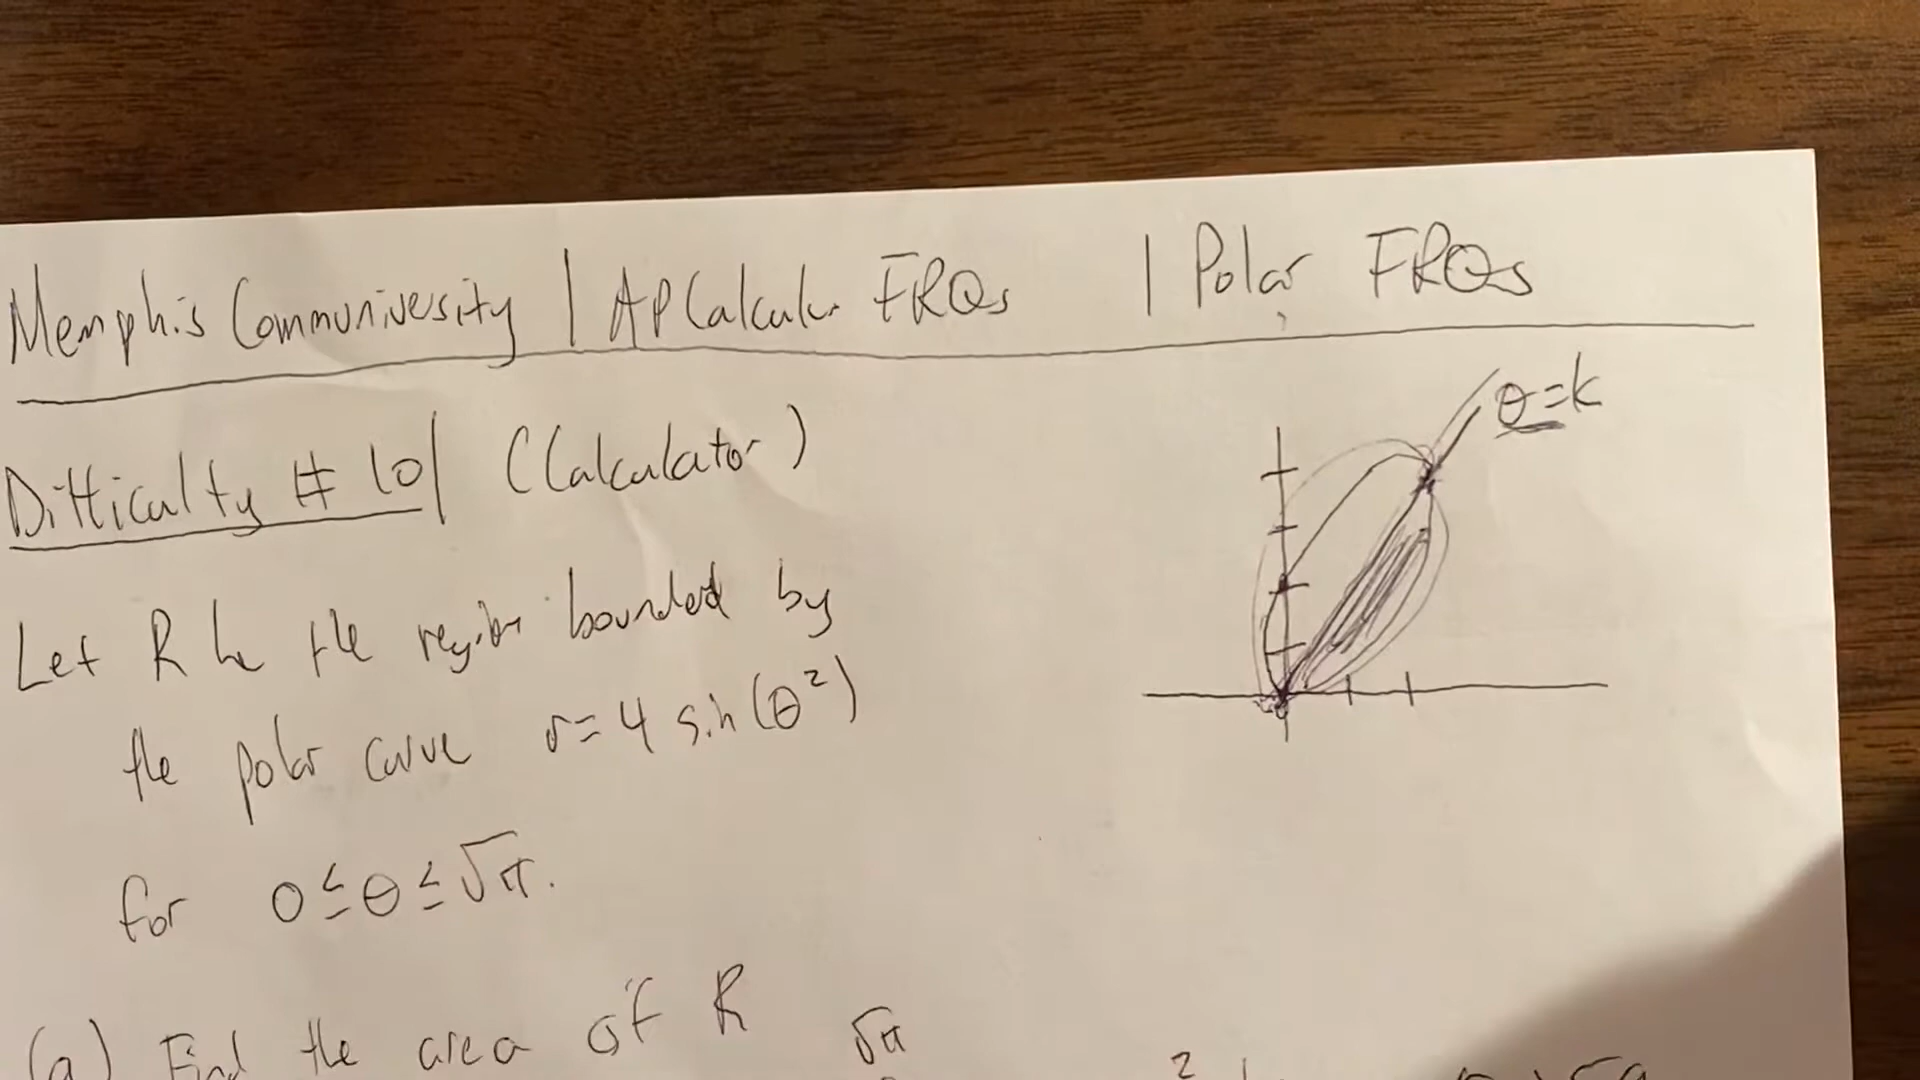 Memphis Communiversity | AP Calculus FRQs | Polar FRQs
Difficulty # 10 | (Calculator)
θ=k
Let R be the region bounded by
the polar curve r = 4 sin(θ²)
for 0 ≤ θ ≤ √π.
(a) Find the area of R
√π
2